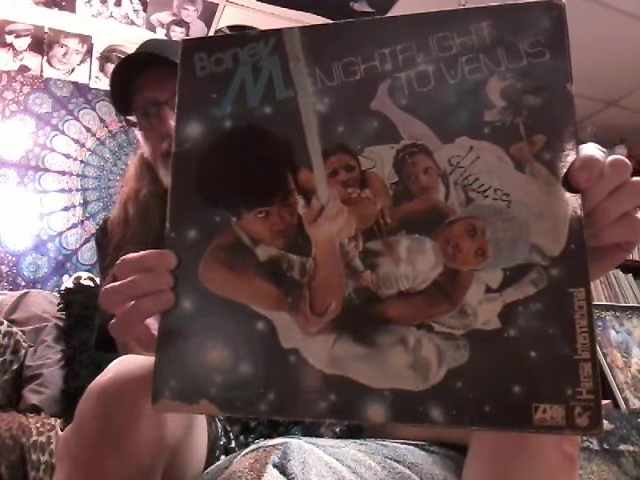 Boney
M.
NIGHTFLIGHT
TO VENUS
Hansa International